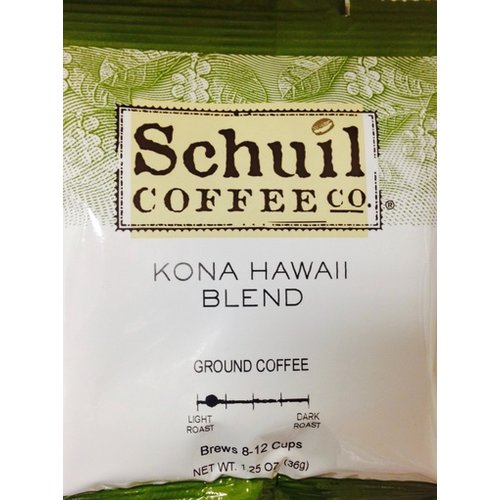 Schuil
COFFEE CO.®
KONA HAWAII
BLEND
GROUND COFFEE
LIGHT ROAST
DARK ROAST
Brews 8-12 Cups
NET WT. 1.25 OZ (36g)